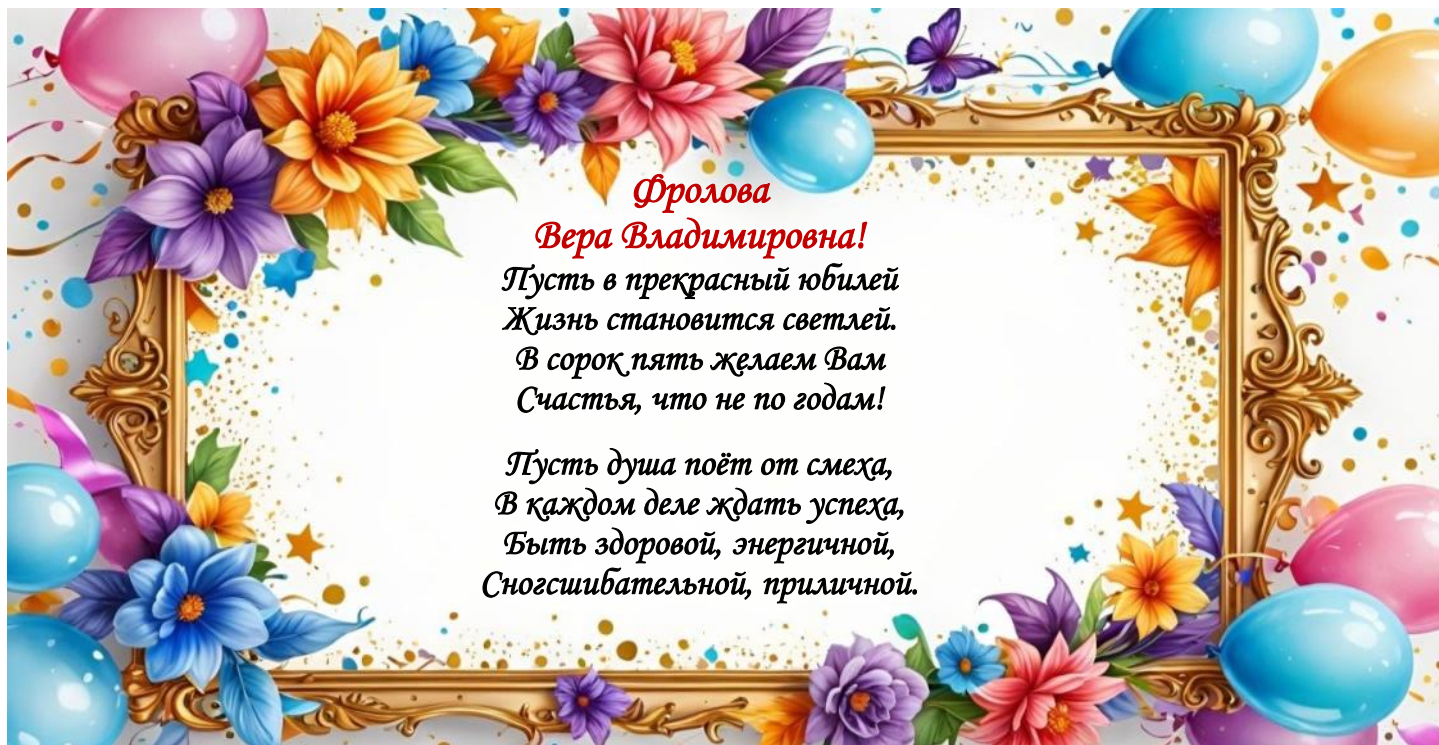 Фролова
Вера Владимировна!
Пусть в прекрасный юбилей
Жизнь становится светлей.
В сорок пять желаем Вам
Счастья, что не по годам!
Пусть душа поёт от смеха,
В каждом деле ждать успеха,
Быть здоровой, энергичной,
Сногсшибательной, приличной.